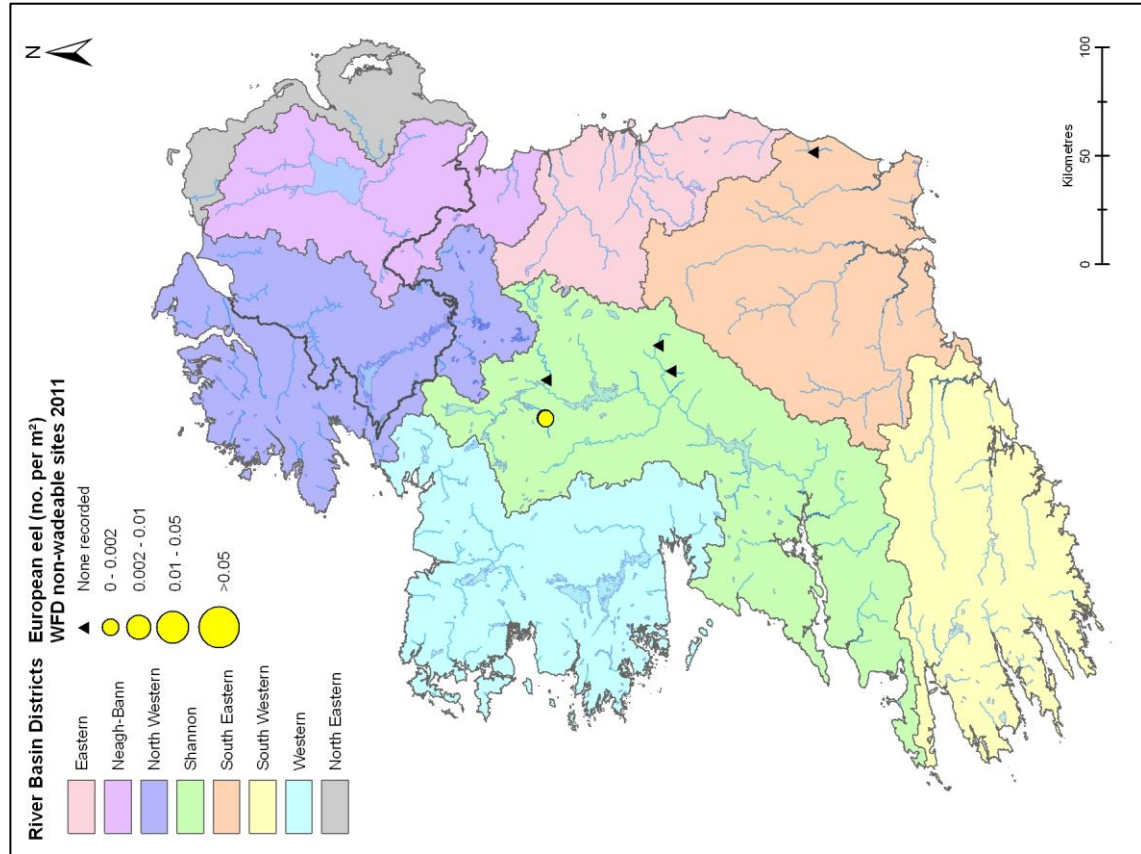 River Basin Districts
Eastern
Neagh-Bann
North Western
Shannon
South Eastern
South Western
Western
North Eastern
European eel (no. per m²)
WFD non-wadeable sites 2011
None recorded
0 - 0.002
0.002 - 0.01
0.01 - 0.05
>0.05
N
0
50
100
Kilometres